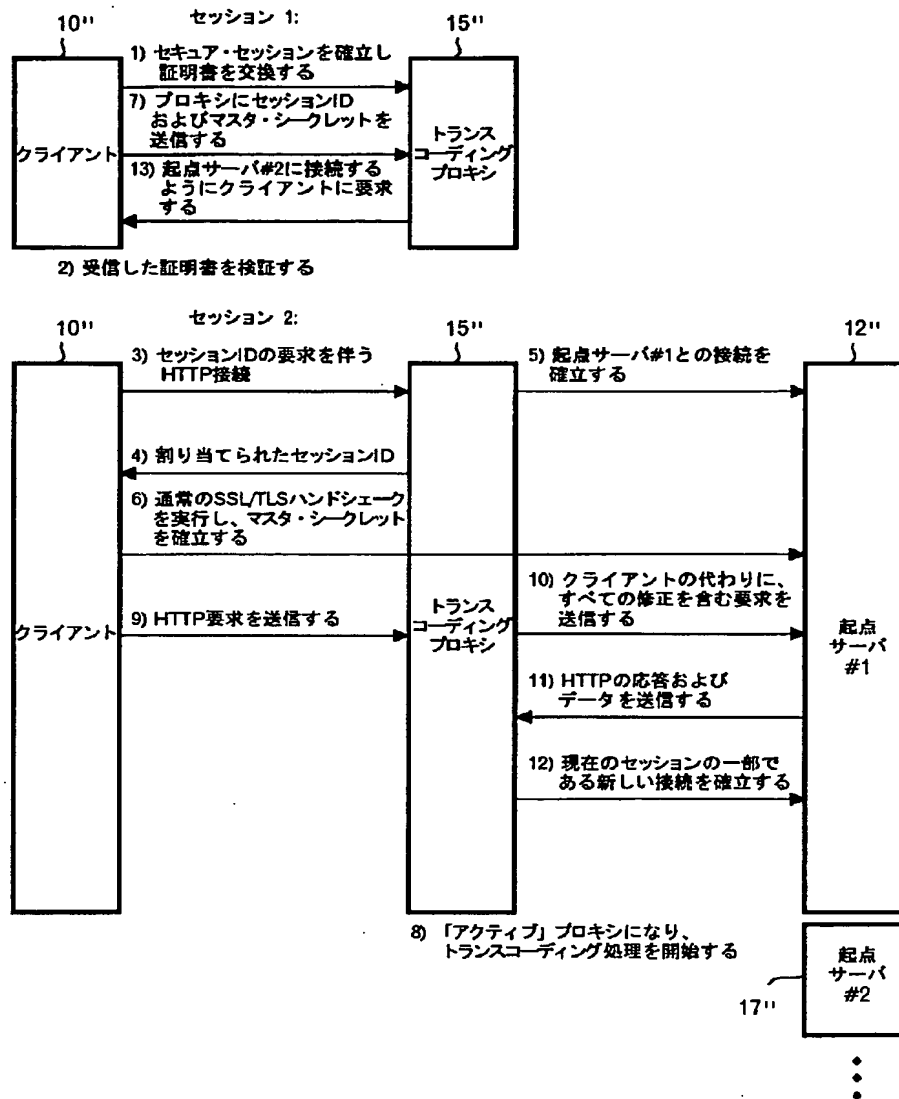 セッション 1:
10''
15''
1) セキュア・セッションを確立し
証明書を交換する
7) プロキシにセッションID
およびマスタ・シークレットを
送信する
クライアント
トランス
コーディング
プロキシ
13) 起点サーバ#2に接続する
ようにクライアントに要求
する
2) 受信した証明書を検証する
セッション 2:
10''
15''
12''
3) セッションIDの要求を伴う
HTTP接続
5) 起点サーバ#1との接続を
確立する
4) 割り当てられたセッションID
6) 通常のSSL/TLSハンドシェーク
を実行し、マスタ・シークレット
を確立する
10) クライアントの代わりに、
すべての修正を含む要求を
送信する
クライアント
9) HTTP要求を送信する
トランス
コーディング
プロキシ
起点
サーバ
#1
11) HTTPの応答および
データを送信する
12) 現在のセッションの一部で
ある新しい接続を確立する
8) 「アクティブ」プロキシになり、
トランスコーディング処理を開始する
起点
サーバ
#2
17''